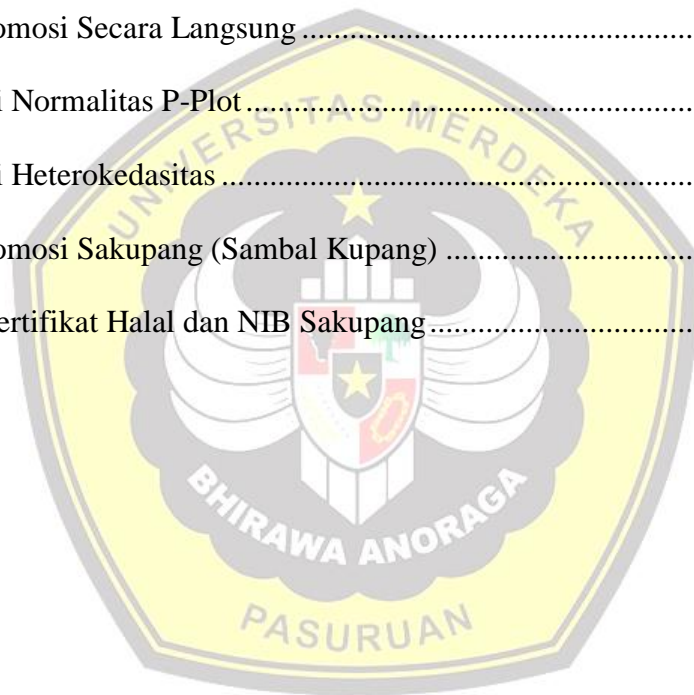 omosi Secara Langsung ................................................
i Normalitas P-Plot ......................................................
i Heterokedasitas ..........................................................
omosi Sakupang (Sambal Kupang) ..............................
ertifikat Halal dan NIB Sakupang ................................
UNIVERSITAS MERDEKA
BHIRAWA ANORAGA
PASURUAN